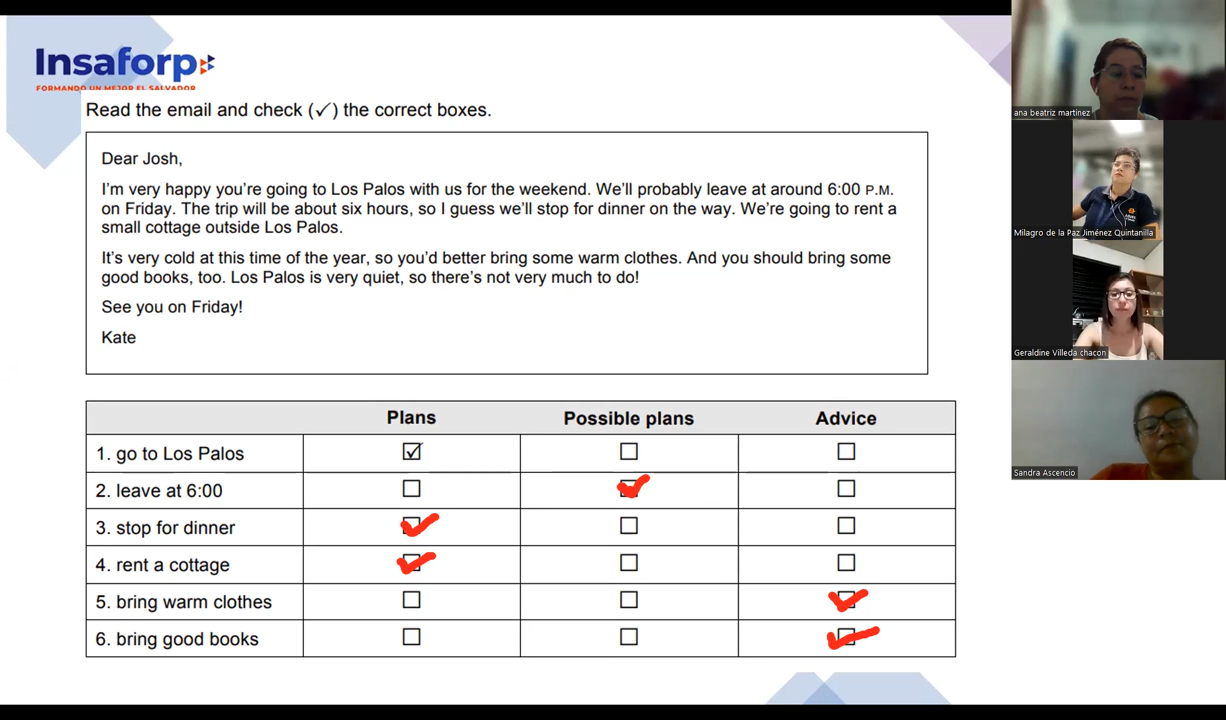 Insaforp
FORMANDO UN MEJOR EL SALVADOR
Read the email and check (✓) the correct boxes.
Dear Josh,
I'm very happy you're going to Los Palos with us for the weekend. We'll probably leave at around 6:00 P.M.
on Friday. The trip will be about six hours, so I guess we'll stop for dinner on the way. We're going to rent a
small cottage outside Los Palos.
It's very cold at this time of the year, so you'd better bring some warm clothes. And you should bring some
good books, too. Los Palos is very quiet, so there's not very much to do!
See you on Friday!
Kate
Plans Possible plans Advice
1. go to Los Palos ☑ ☐ ☐
2. leave at 6:00 ☐ ☑ ☐
3. stop for dinner ☑ ☐ ☐
4. rent a cottage ☑ ☐ ☐
5. bring warm clothes ☐ ☐ ☑
6. bring good books ☐ ☐ ☑
ana beatriz martinez
Milagro de la Paz Jiménez Quintanilla
Geraldine Villeda chacon
Sandra Ascencio